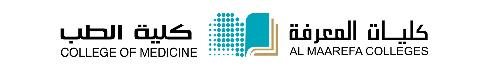 كليات المعرفة
AL MAAREFA COLLEGES
كلية الطب
COLLEGE OF MEDICINE